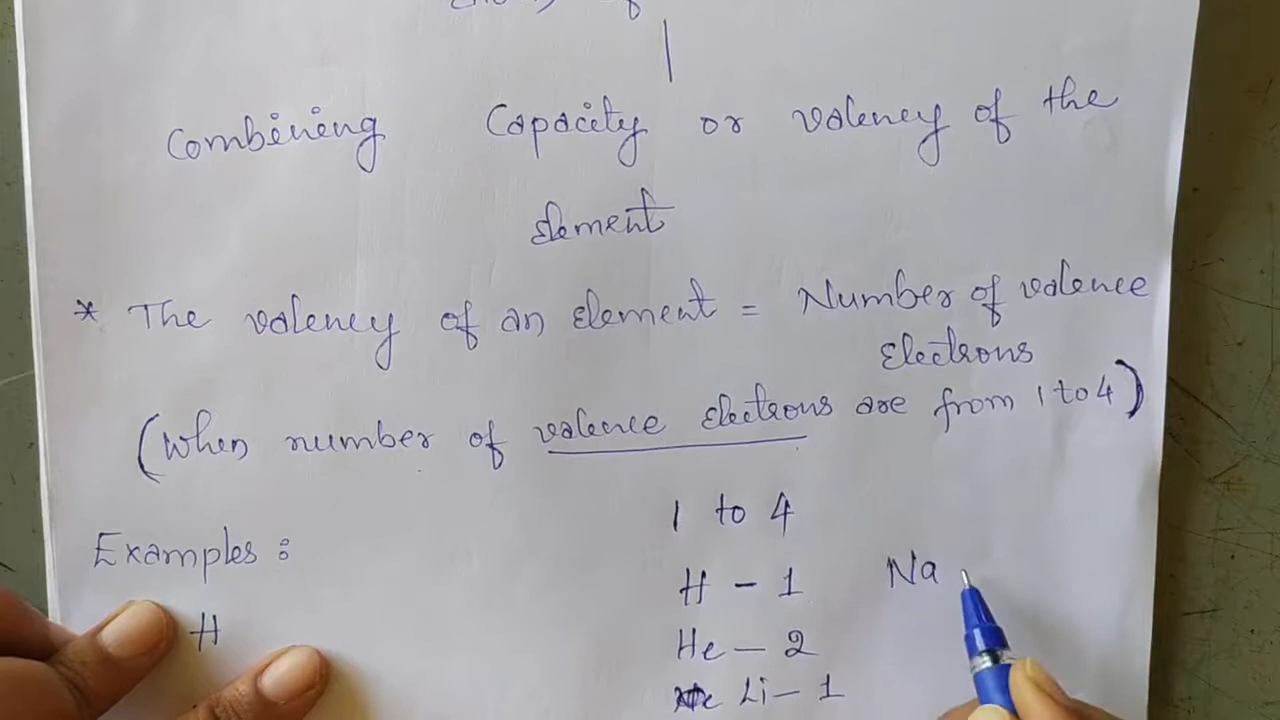 Combining Capacity or valency of the
element
* The valency of an element = Number of valence
Electrons
(When number of valence electrons are from 1 to 4)
1 to 4
Examples :
H - 1 Na
H
He - 2
Li - 1